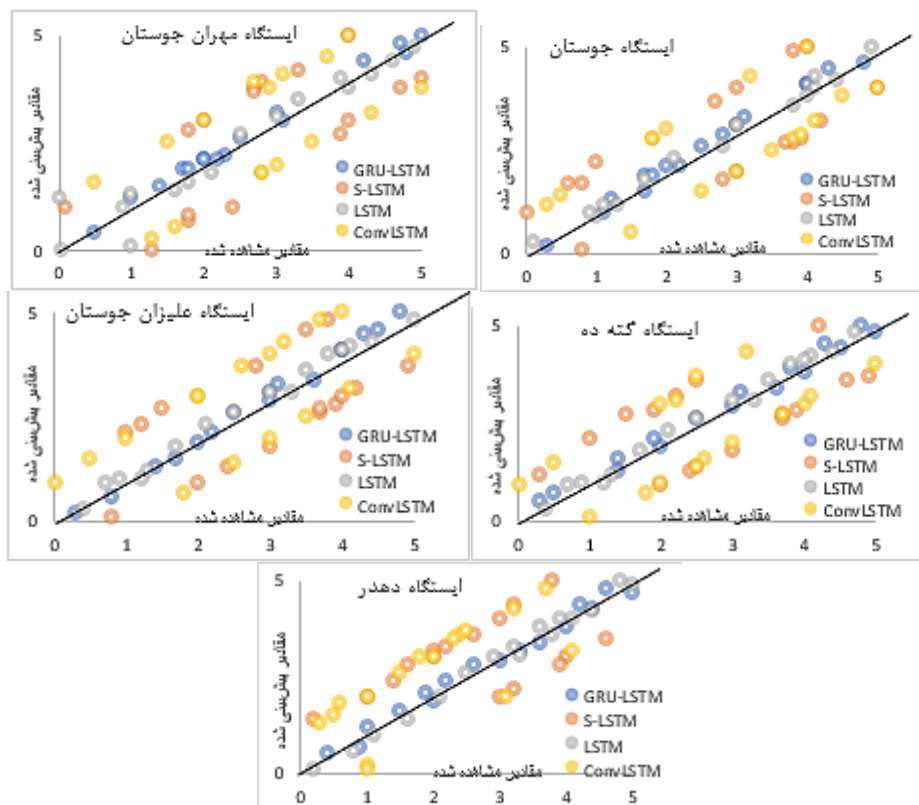 ایستگاه مهران جوستان
5
مقادیر پیش‌بینی شده
GRU-LSTM
S-LSTM
LSTM
ConvLSTM
0
مقادیر مشاهده شده
0 1 2 3 4 5
ایستگاه جوستان
5
مقادیر پیش‌بینی شده
GRU-LSTM
S-LSTM
LSTM
ConvLSTM
0
مقادیر مشاهده شده
0 1 2 3 4 5
ایستگاه علیزان جوستان
5
مقادیر پیش‌بینی شده
GRU-LSTM
S-LSTM
LSTM
ConvLSTM
0
مقادیر مشاهده شده
0 1 2 3 4 5
ایستگاه گته ده
5
مقادیر پیش‌بینی شده
GRU-LSTM
S-LSTM
LSTM
ConvLSTM
0
مقادیر مشاهده شده
0 1 2 3 4 5
ایستگاه دهدر
5
مقادیر پیش‌بینی شده
GRU-LSTM
S-LSTM
LSTM
ConvLSTM
0
مقادیر مشاهده شده
0 1 2 3 4 5